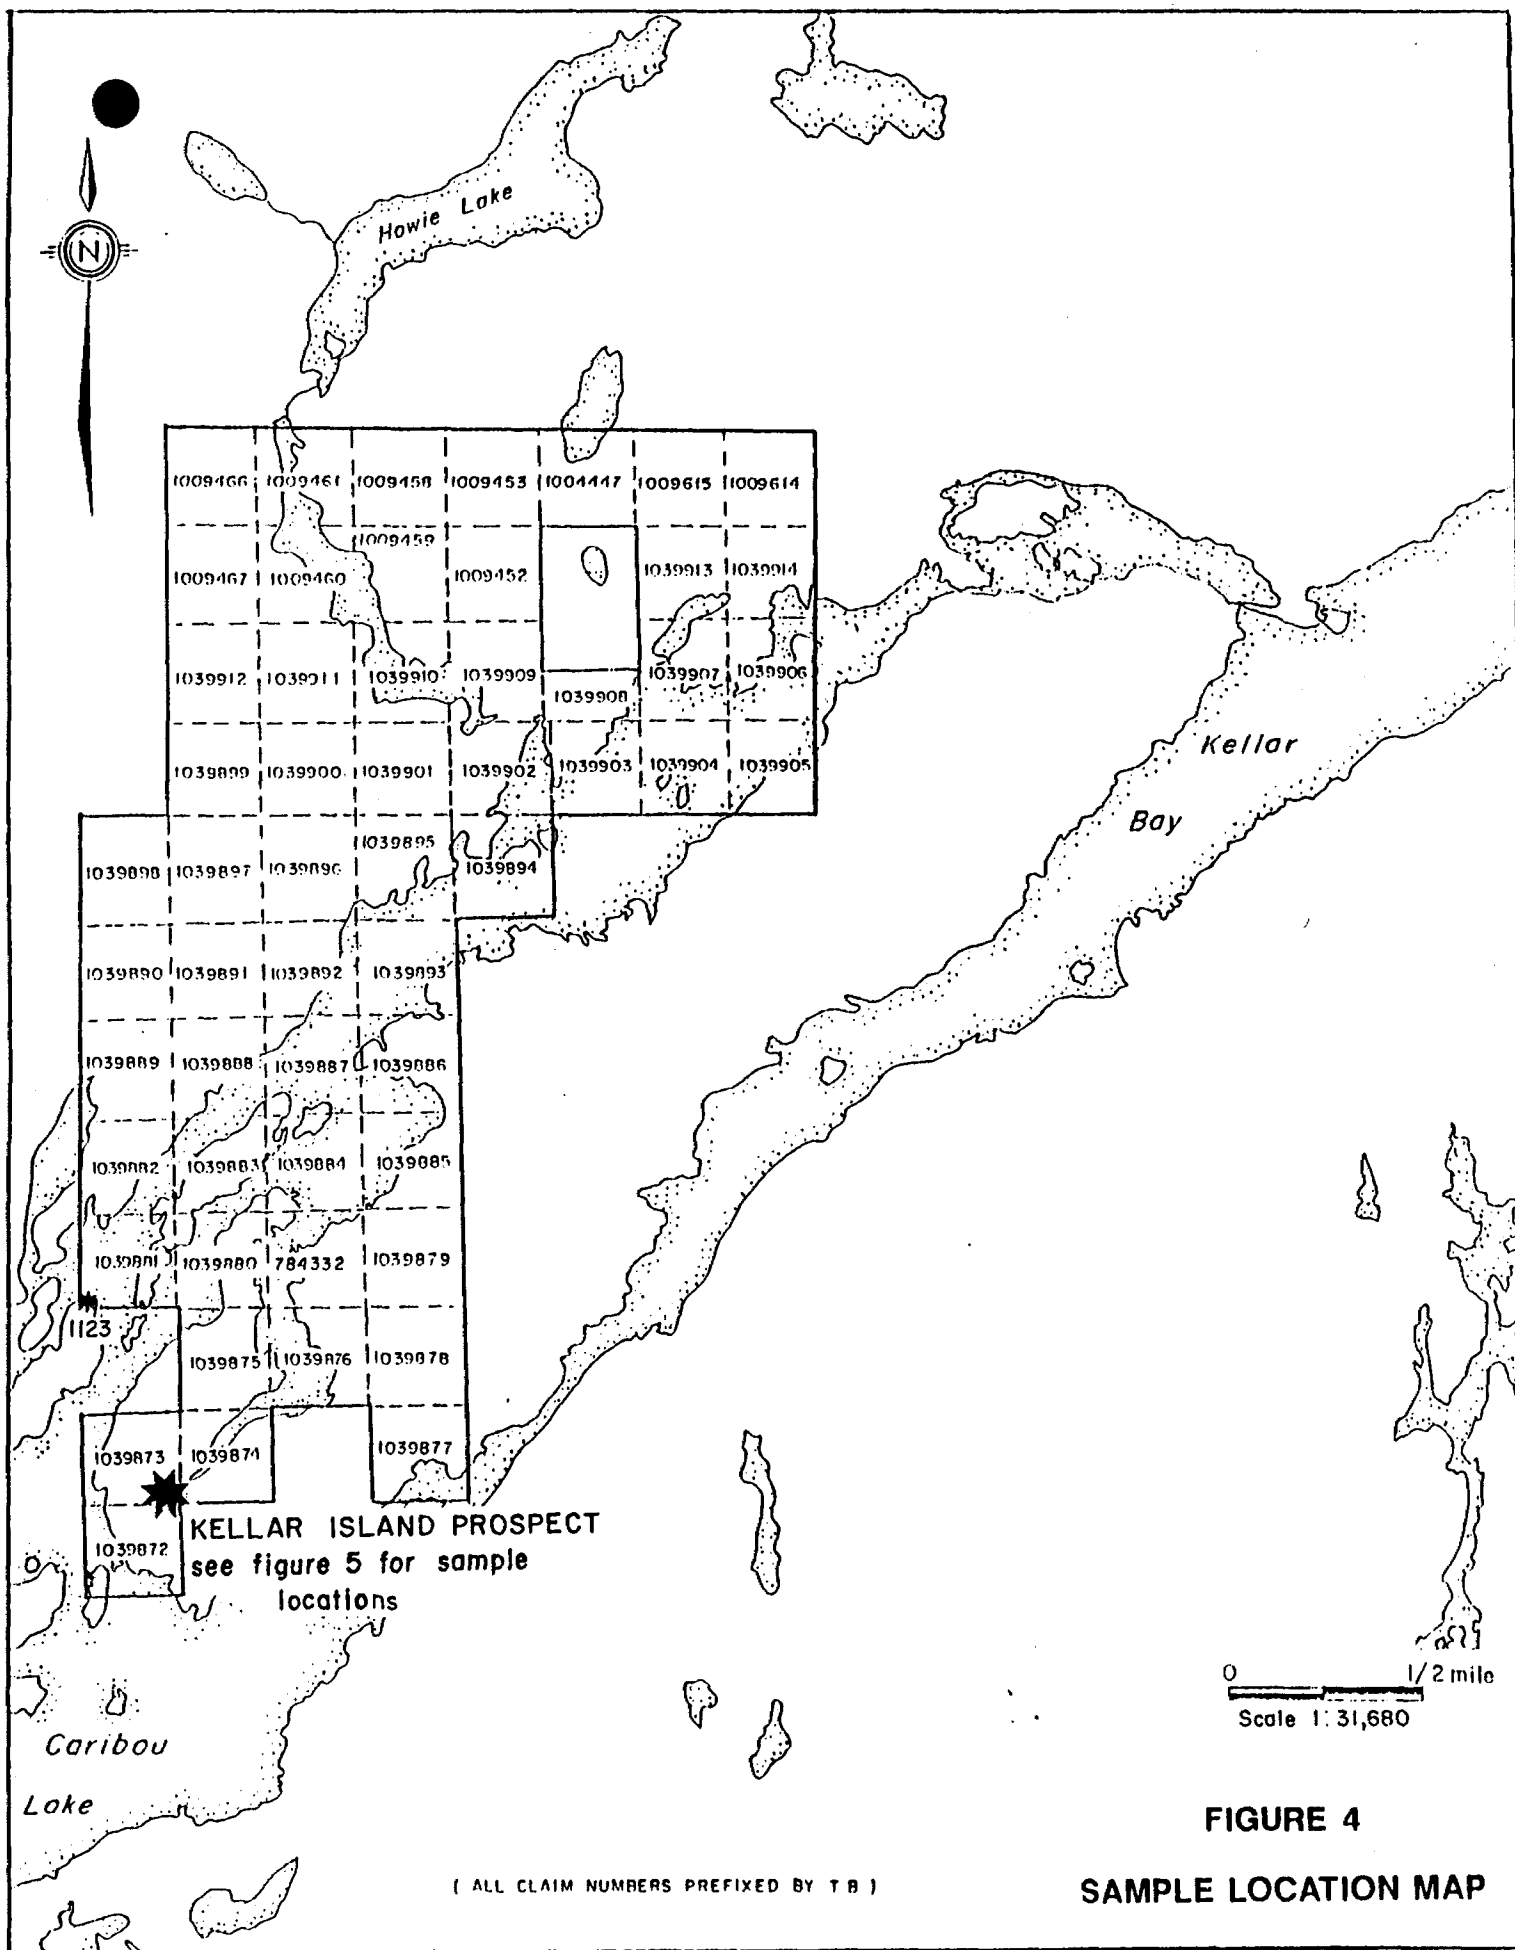 Howie Lake
N
1009466 1009461 1009458 1009453 1004447 1009615 1009614
1009459
1009467 1009460 1009452 1039913 1039914
1039912 1039911 1039910 1039909 1039907 1039906
1039908
1039899 1039900 1039901 1039902 1039903 1039904 1039905
Kellar
Bay
1039895
1039898 1039897 1039896 1039894
1039890 1039891 1039892 1039893
1039889 1039888 1039887 1039886
1039882 1039883 1039884 1039885
1039881 1039880 784332 1039879
1123
1039875 1039876 1039878
1039873 1039874 1039877
KELLAR ISLAND PROSPECT
1039872
see figure 5 for sample
locations
0 1/2 mile
Scale 1:31,680
Caribou
Lake
FIGURE 4
( ALL CLAIM NUMBERS PREFIXED BY TB )
SAMPLE LOCATION MAP